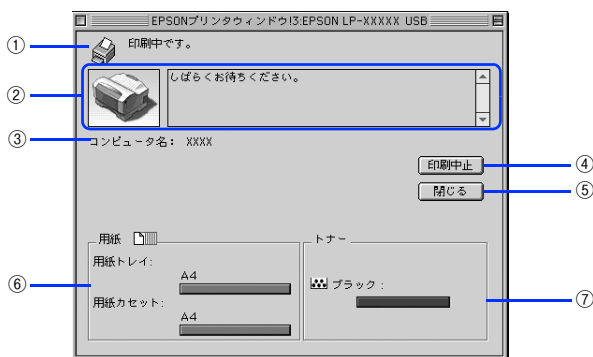 EPSONプリンタウィンドウ!3:EPSON LP-XXXXX USB
① 印刷中です。
② しばらくお待ちください。
③ コンピュータ名: XXXX
印刷中止 ④
閉じる ⑤
用紙
用紙トレイ:
A4
⑥
用紙カセット:
A4
トナー
ブラック:
⑦